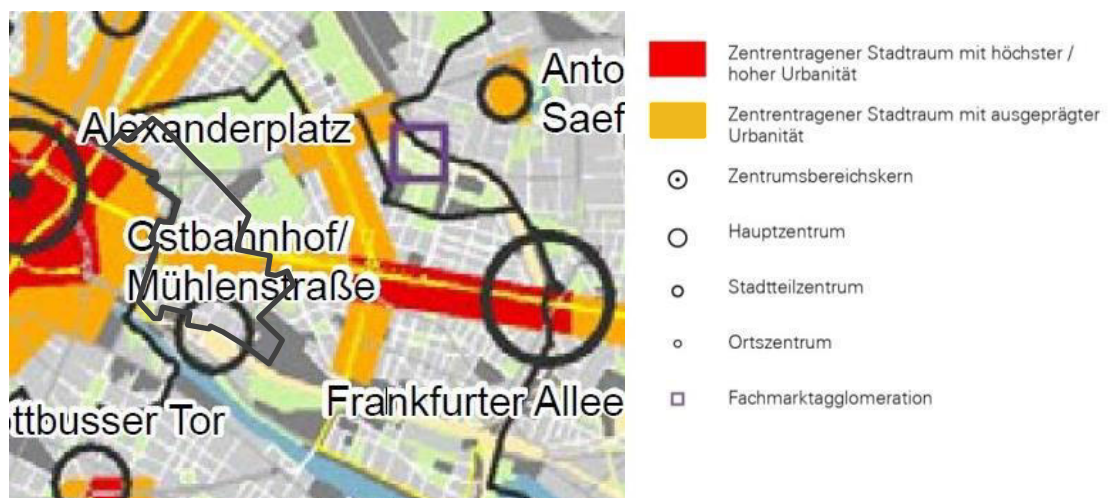 Anto
Saef
Alexanderplatz
Ostbahnhof/
Mühlenstraße
Frankfurter Allee
ottbusser Tor
Zentrentragener Stadtraum mit höchster /
hoher Urbanität
Zentrentragener Stadtraum mit ausgeprägter
Urbanität
Zentrumsbereichskern
Hauptzentrum
Stadtteilzentrum
Ortszentrum
Fachmarktagglomeration